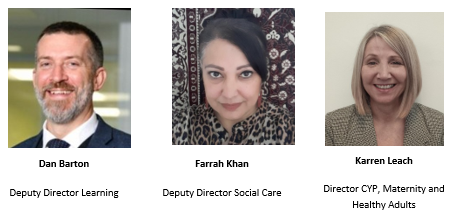 Dan Barton
Farrah Khan
Karren Leach
Deputy Director Learning
Deputy Director Social Care
Director CYP, Maternity and
Healthy Adults